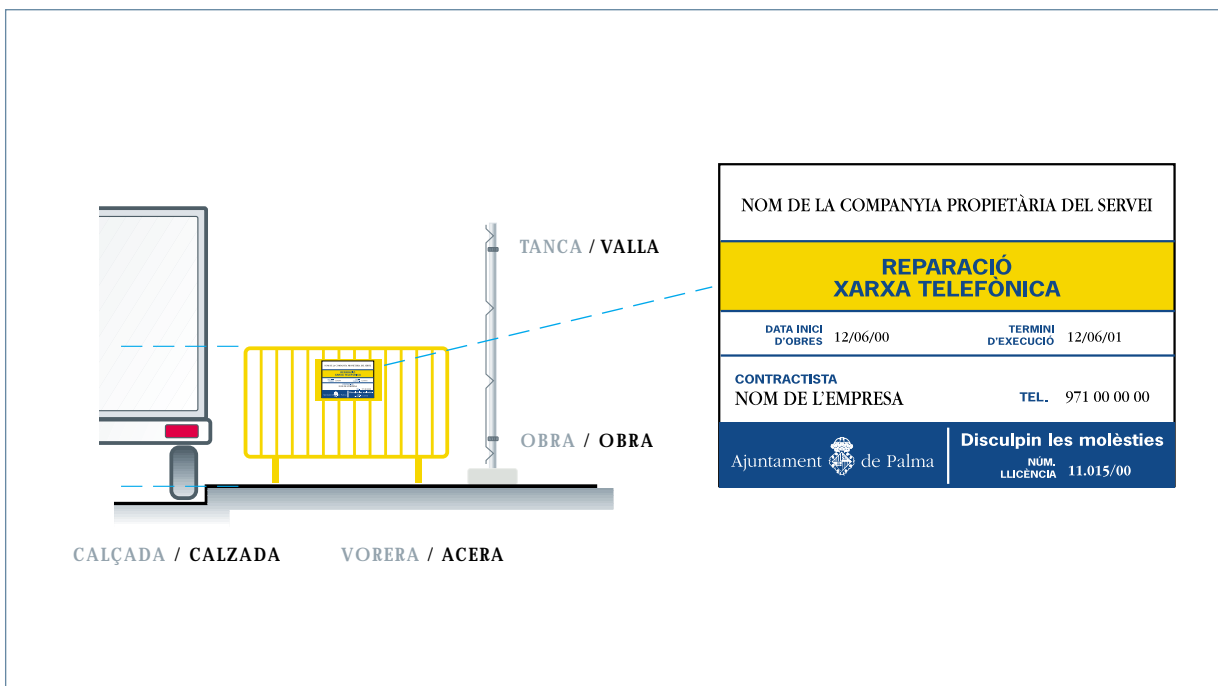 TANCA / VALLA
OBRA / OBRA
CALÇADA / CALZADA
VORERA / ACERA
NOM DE LA COMPANYIA PROPIETÀRIA DEL SERVEI
REPARACIÓ
XARXA TELEFÒNICA
DATA INICI
D'OBRES 12/06/00
TERMINI
D'EXECUCIÓ 12/06/01
CONTRACTISTA
NOM DE L'EMPRESA
TEL. 971 00 00 00
Ajuntament de Palma
Disculpin les molèsties
NÚM.
LLICÈNCIA 11.015/00